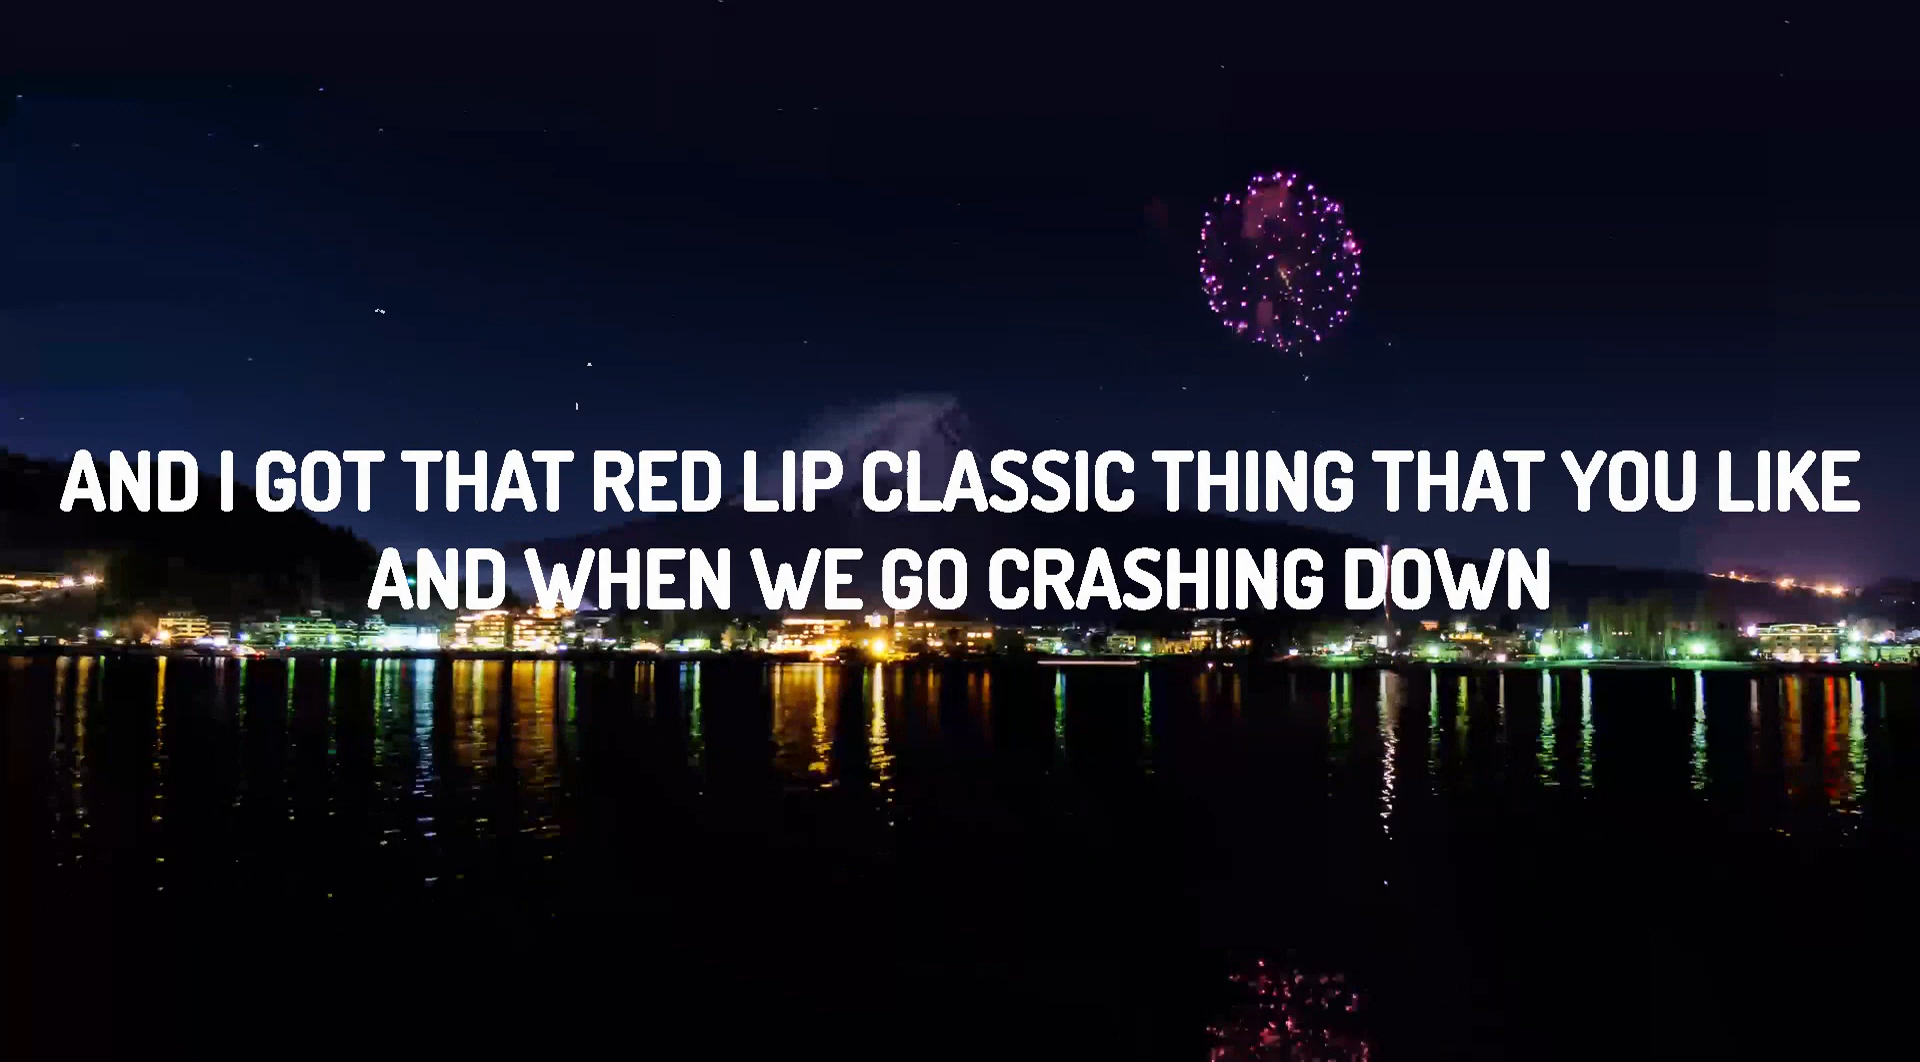 AND I GOT THAT RED LIP CLASSIC THING THAT YOU LIKE
AND WHEN WE GO CRASHING DOWN